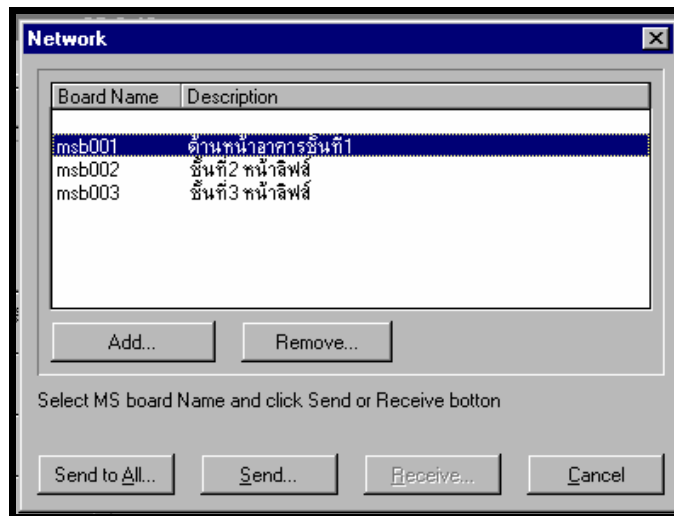 Network
Board Name Description
msb001 ด้านหน้าอาคารชั้นที่1
msb002 ชั้นที่2 หน้าลิฟส์
msb003 ชั้นที่3 หน้าลิฟส์
Add... Remove...
Select MS board Name and click Send or Receive botton
Send to All... Send... Receive... Cancel